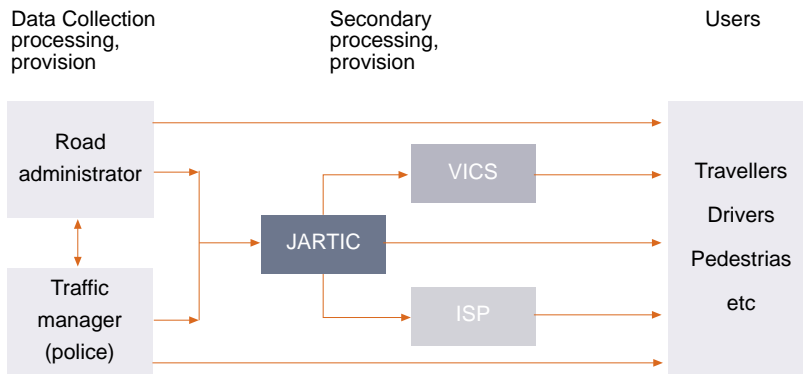 Data Collection
processing,
provision
Secondary
processing,
provision
Users
Road
administrator
Traffic
manager
(police)
JARTIC
VICS
ISP
Travellers
Drivers
Pedestrias
etc